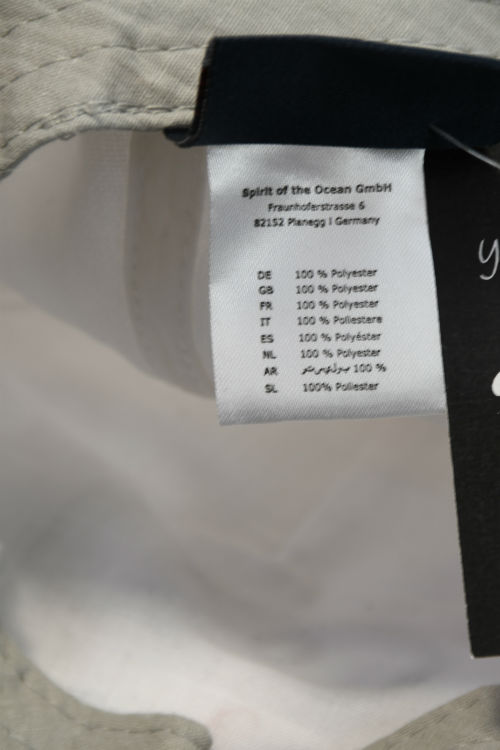 Spirit of the Ocean GmbH
Fraunhoferstrasse 6
82152 Planegg I Germany
DE 100 % Polyester
GB 100 % Polyester
FR 100 % Polyester
IT 100 % Poliestere
ES 100 % Polyéster
NL 100 % Polyester
AR 100 %
SL 100% Poliester